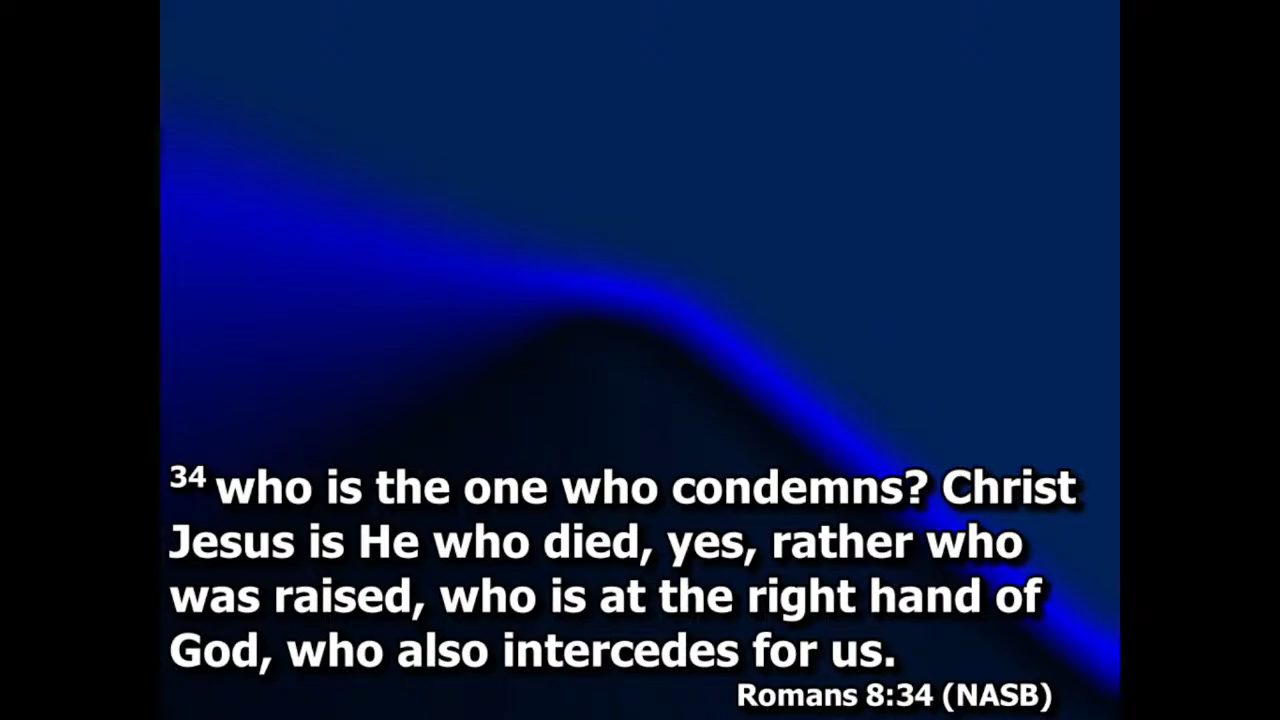 34 who is the one who condemns? Christ
Jesus is He who died, yes, rather who
was raised, who is at the right hand of
God, who also intercedes for us.
Romans 8:34 (NASB)